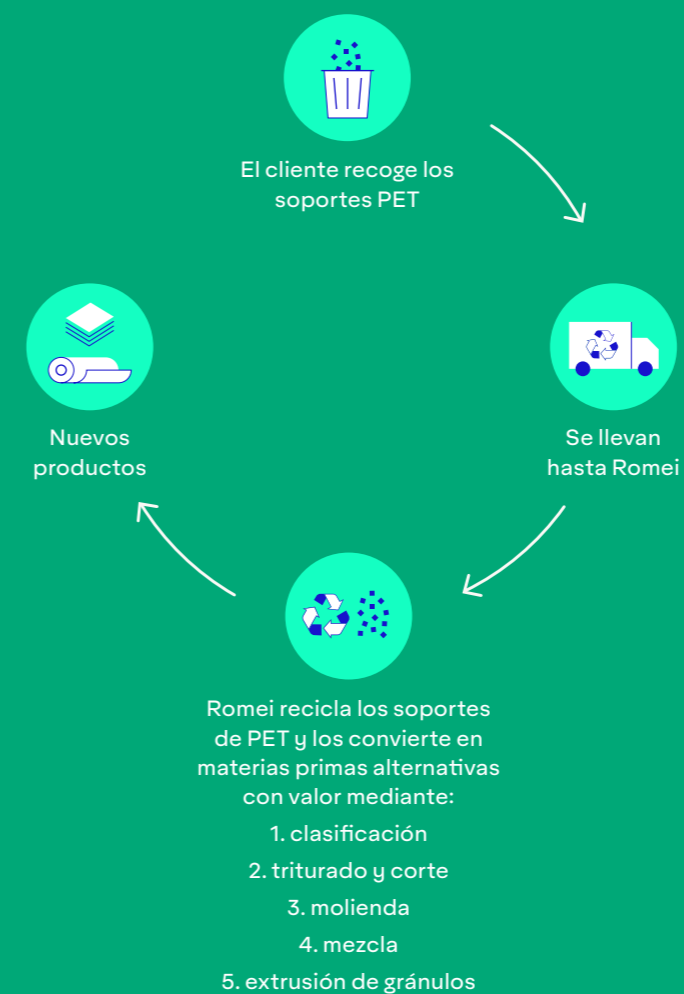 El cliente recoge los
soportes PET
Se llevan
hasta Romei
Nuevos
productos
Romei recicla los soportes
de PET y los convierte en
materias primas alternativas
con valor mediante:
1. clasificación
2. triturado y corte
3. molienda
4. mezcla
5. extrusión de gránulos